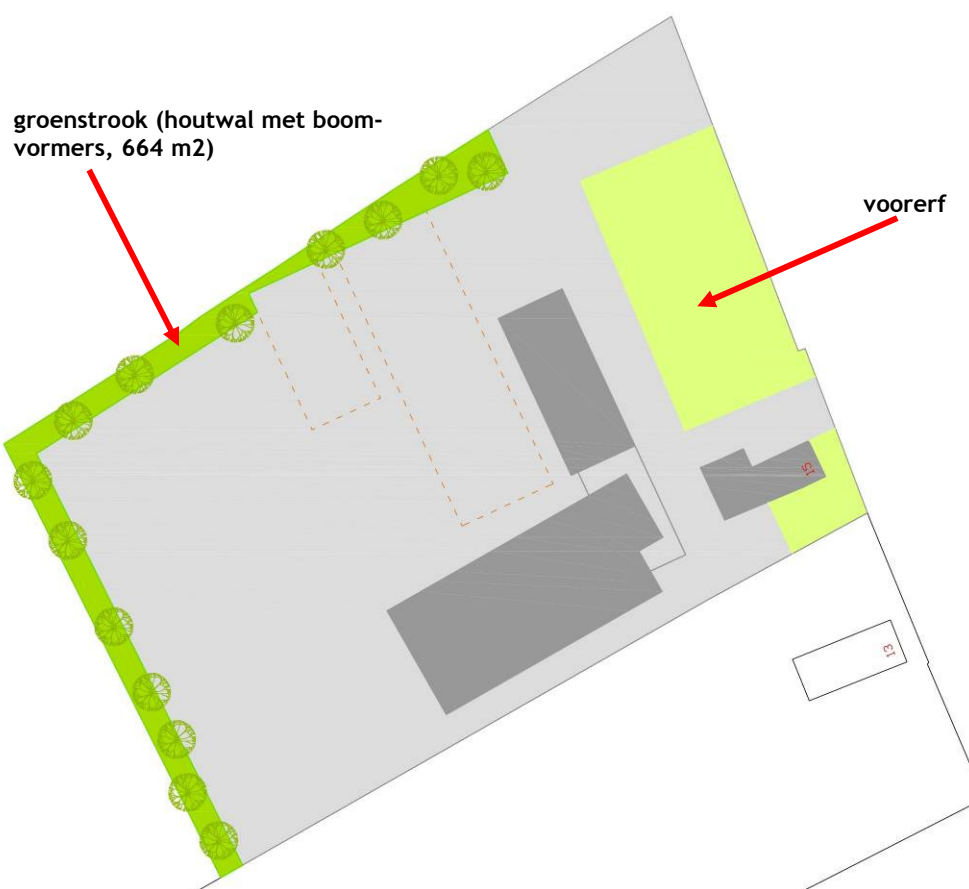 groenstrook (houtwal met boom-
vormers, 664 m2)
voorerf
15
13